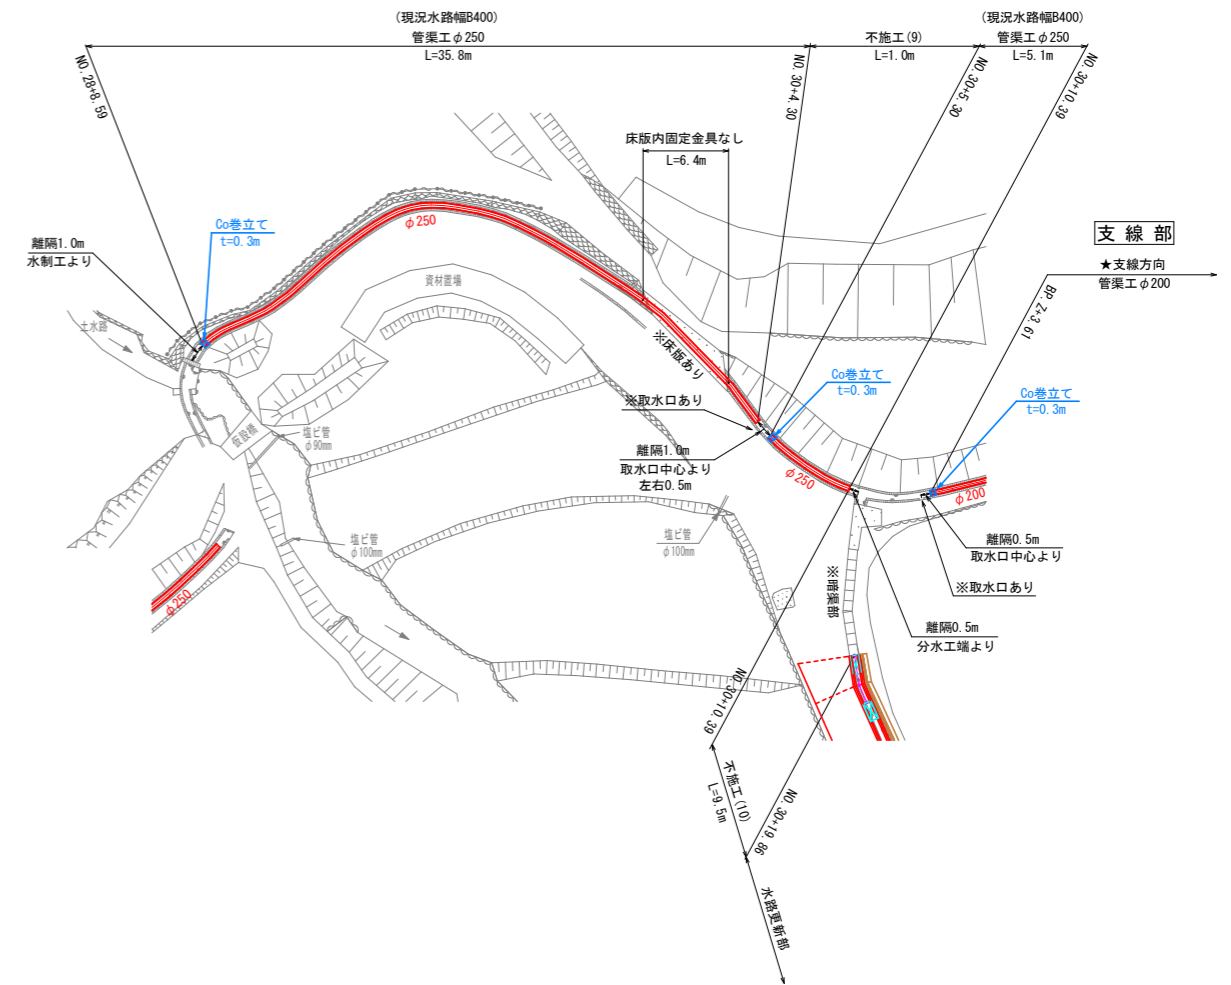 (現況水路幅B400)
管渠工φ250
L=35.8m
不施工(9)
L=1.0m
(現況水路幅B400)
管渠工φ250
L=5.1m
NO.28+8.59
NO.30+4.30
NO.30+5.30
NO.30+10.39
床版内固定金具なし
L=6.4m
φ250
Co巻立て
t=0.3m
離隔1.0m
水制工より
土水路
資材置場
支線部
★支線方向
管渠工φ200
BP.Z+3.61
※床版あり
※取水口あり
Co巻立て
t=0.3m
Co巻立て
t=0.3m
仮設橋
塩ビ管
φ90mm
離隔1.0m
取水口中心より
左右0.5m
φ250
φ200
塩ビ管
φ100mm
塩ビ管
φ100mm
離隔0.5m
取水口中心より
※取水口あり
※暗渠部
φ250
離隔0.5m
分水工端より
NO.30+10.39
不施工(10)
L=9.5m
NO.30+19.86
水路更新部